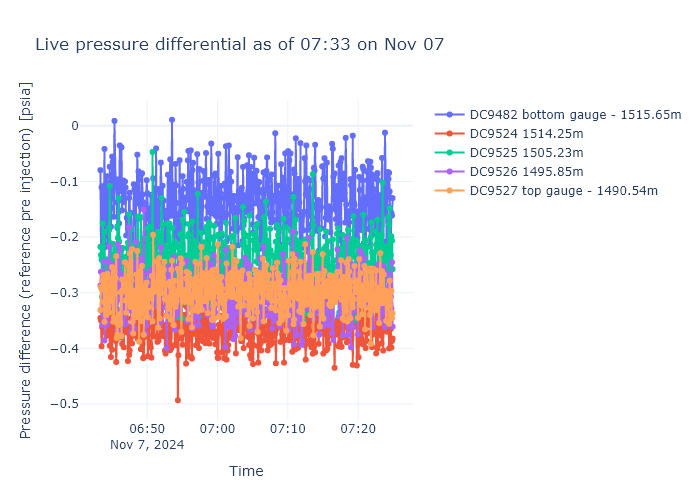 Live pressure differential as of 07:33 on Nov 07
Pressure difference (reference pre injection) [psia]
0
−0.1
−0.2
−0.3
−0.4
−0.5
06:50
07:00
07:10
07:20
Nov 7, 2024
Time
DC9482 bottom gauge - 1515.65m
DC9524 1514.25m
DC9525 1505.23m
DC9526 1495.85m
DC9527 top gauge - 1490.54m